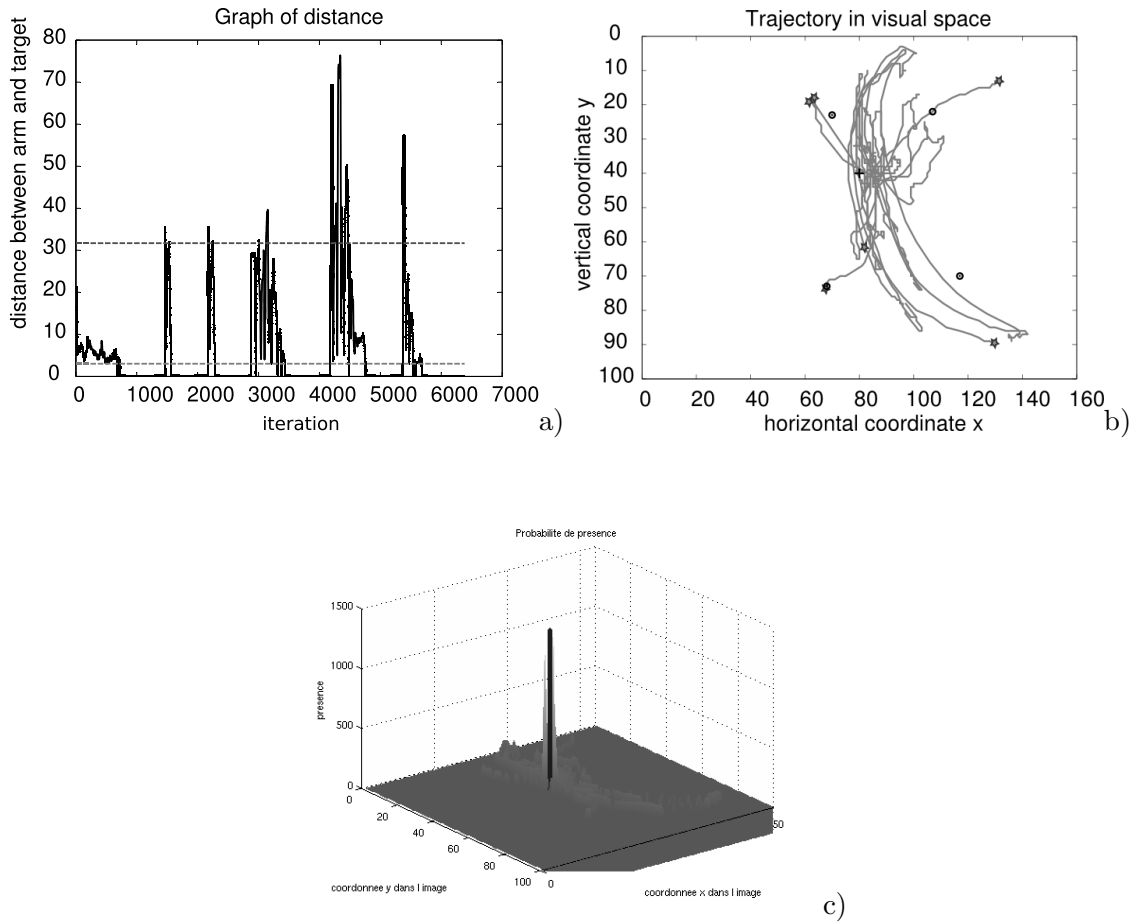 Graph of distance
80
70
60
50
40
30
20
10
0
distance between arm and target
0 1000 2000 3000 4000 5000 6000 7000
iteration
a)
Trajectory in visual space
0
10
20
30
40
50
60
70
80
90
100
vertical coordinate y
0 20 40 60 80 100 120 140 160
horizontal coordinate x
b)
Probabilite de presence
1500
1000
500
0
presence
0
20
40
60
80
100
coordonnee y dans l image
0
50
coordonnee x dans l image
c)